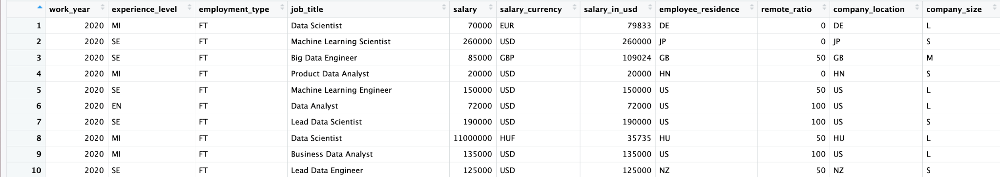 work_year experience_level employment_type job_title salary salary_currency salary_in_usd employee_residence remote_ratio company_location company_size
1 2020 MI FT Data Scientist 70000 EUR 79833 DE 0 DE L
2 2020 SE FT Machine Learning Scientist 260000 USD 260000 JP 0 JP S
3 2020 SE FT Big Data Engineer 85000 GBP 109024 GB 50 GB M
4 2020 MI FT Product Data Analyst 20000 USD 20000 HN 0 HN S
5 2020 SE FT Machine Learning Engineer 150000 USD 150000 US 50 US L
6 2020 EN FT Data Analyst 72000 USD 72000 US 100 US L
7 2020 SE FT Lead Data Scientist 190000 USD 190000 US 100 US S
8 2020 MI FT Data Scientist 11000000 HUF 35735 HU 50 HU L
9 2020 MI FT Business Data Analyst 135000 USD 135000 US 100 US L
10 2020 SE FT Lead Data Engineer 125000 USD 125000 NZ 50 NZ S